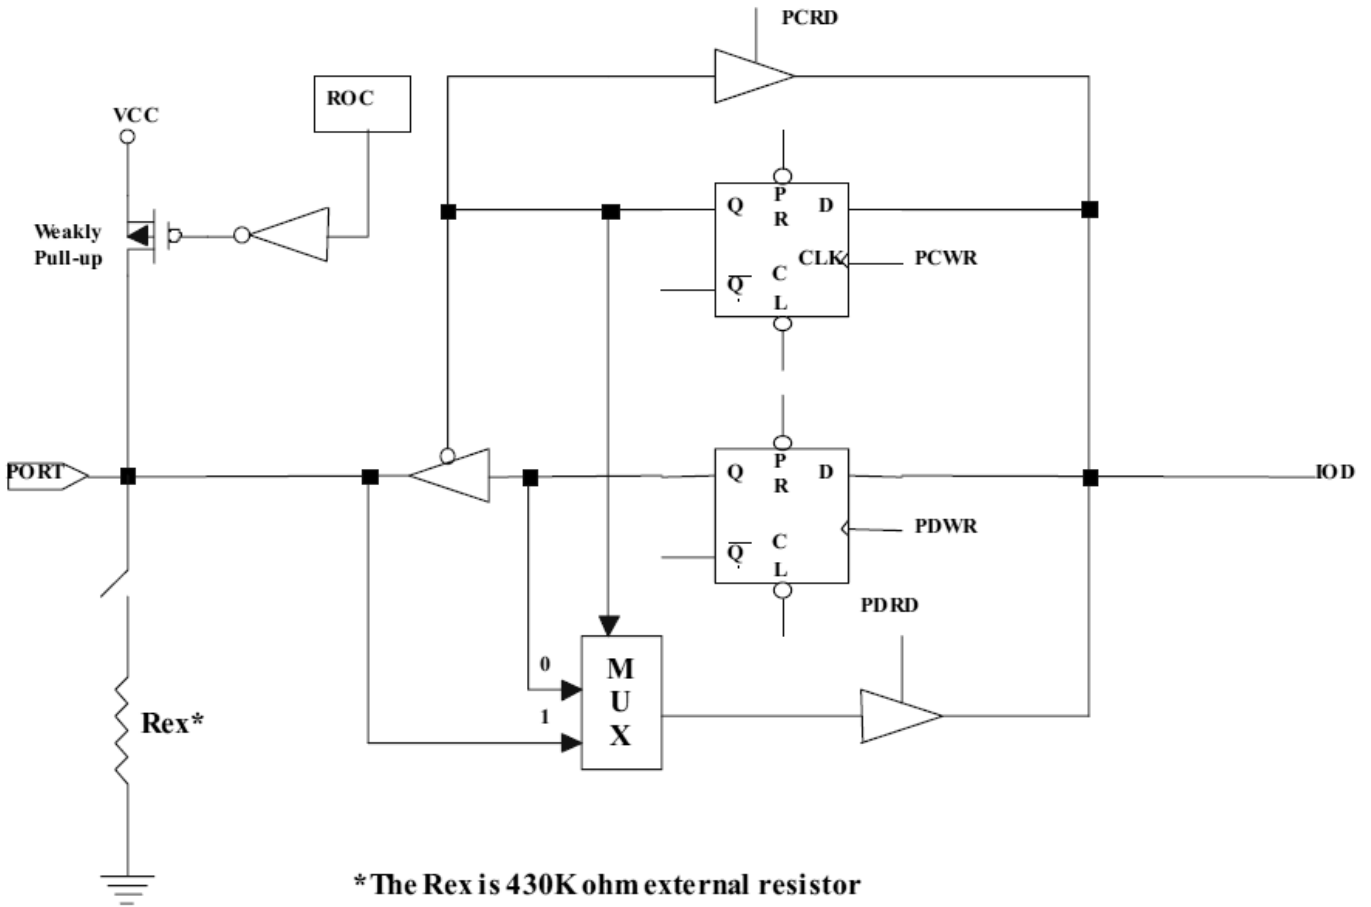 PCRD
ROC
VCC
Weakly
Pull-up
Q
P
R
D
CLK
PCWR
Q
C
L
PORT
Q
P
R
D
IOD
PDWR
Q
C
L
PDRD
0
1
M
U
X
Rex*
*The Rex is 430K ohm external resistor